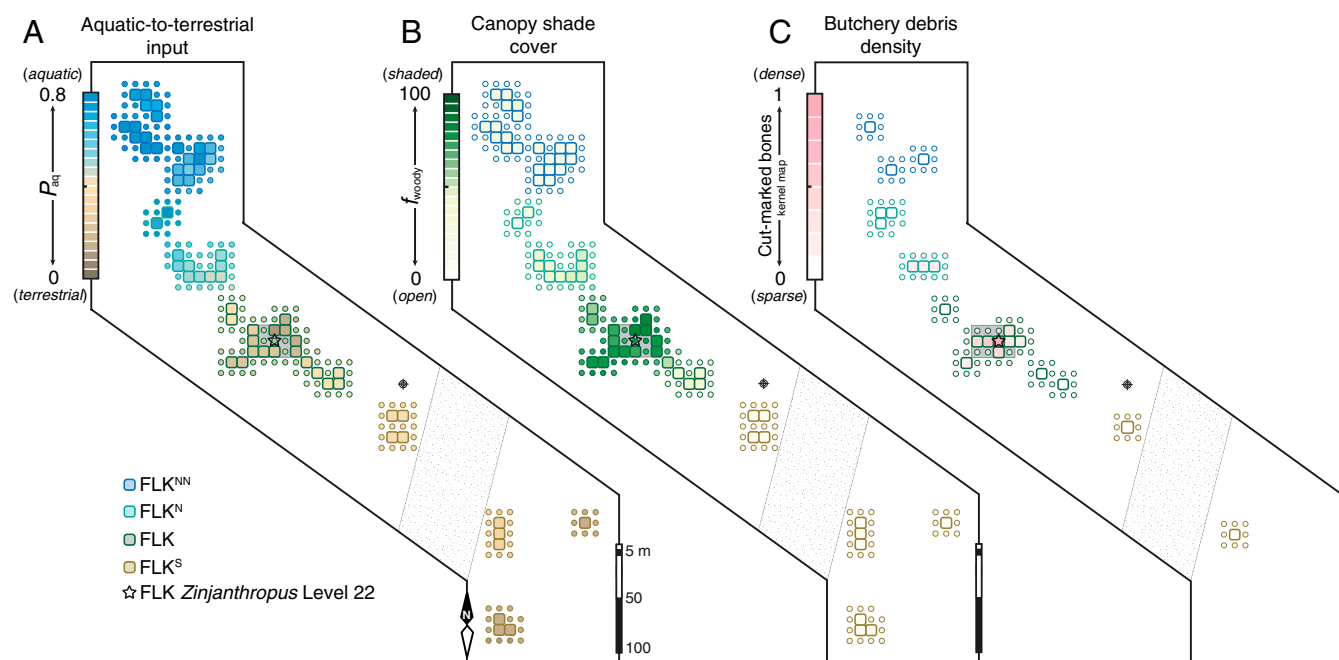 A
Aquatic-to-terrestrial
input
(aquatic)
0.8
Paq
0
(terrestrial)
B
Canopy shade
cover
(shaded)
100
fwoody
0
(open)
C
Butchery debris
density
(dense)
1
Cut-marked bones
kernel map
0
(sparse)
FLKNN
FLKN
FLK
FLKS
FLK Zinjanthropus Level 22
N
5 m
50
100